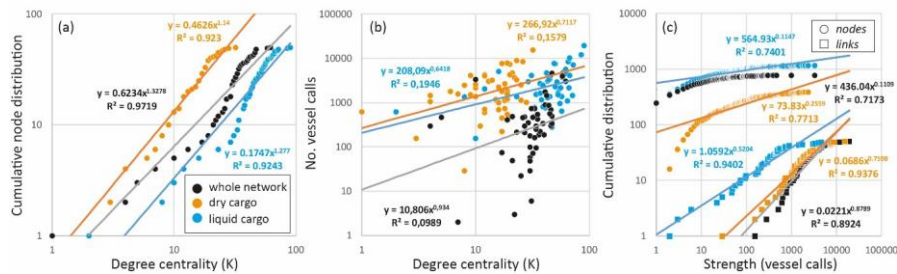 (a)
y = 0.4626x^1.14
R² = 0.923
y = 0.6234x^1.3278
R² = 0.9719
y = 0.1747x^1.277
R² = 0.9243
whole network
dry cargo
liquid cargo
Cumulative node distribution
100
10
1
1
10
100
Degree centrality (K)
(b)
y = 266,92x^0.7117
R² = 0,1579
y = 208,09x^0,6418
R² = 0,1946
y = 10,806x^0,934
R² = 0,0989
No. vessel calls
100000
10000
1000
100
10
1
1
10
100
Degree centrality (K)
(c)
nodes
links
y = 564.93x^0.1147
R² = 0.7401
y = 436.04x^0.1109
R² = 0.7173
y = 73.83x^0.2559
R² = 0.7713
y = 1.0592x^0.5204
R² = 0.9402
y = 0.0686x^0.7598
R² = 0.9376
y = 0.0221x^0.8789
R² = 0.8924
Cumulative distribution
10000
1000
100
10
1
1
10
1000
100000
Strength (vessel calls)